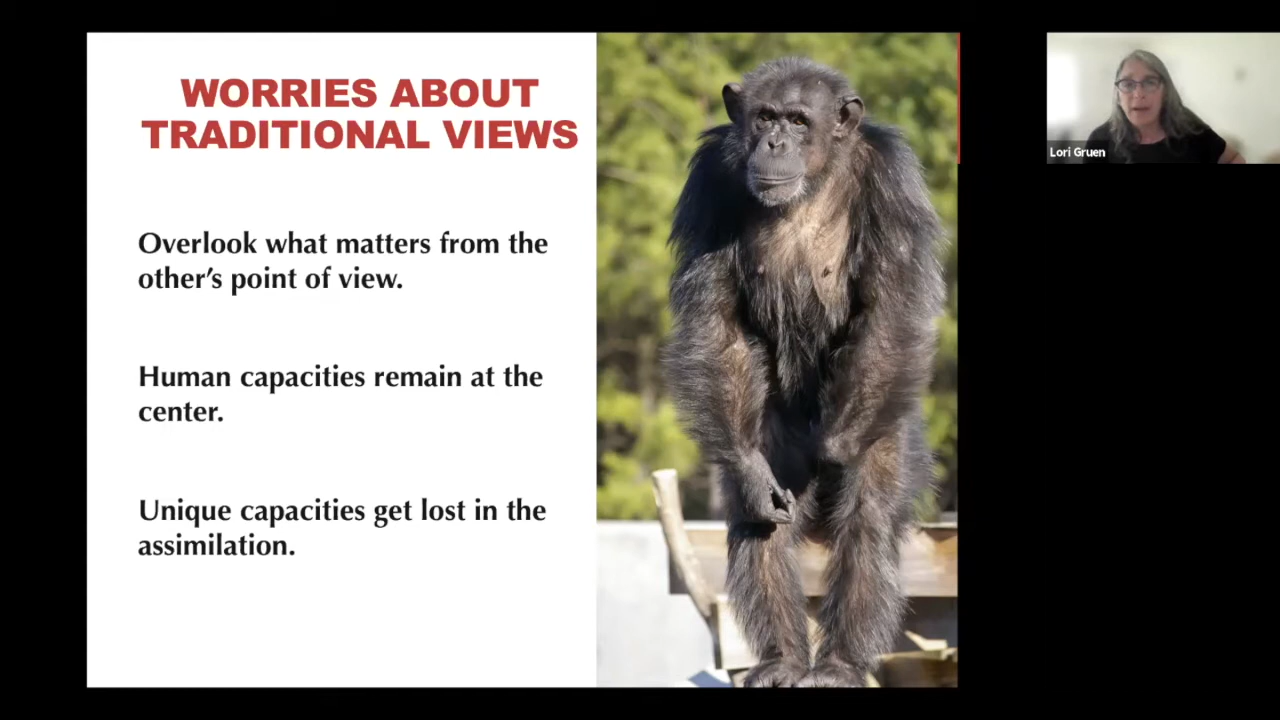 WORRIES ABOUT
TRADITIONAL VIEWS
Overlook what matters from the
other's point of view.
Human capacities remain at the
center.
Unique capacities get lost in the
assimilation.
Lori Gruen